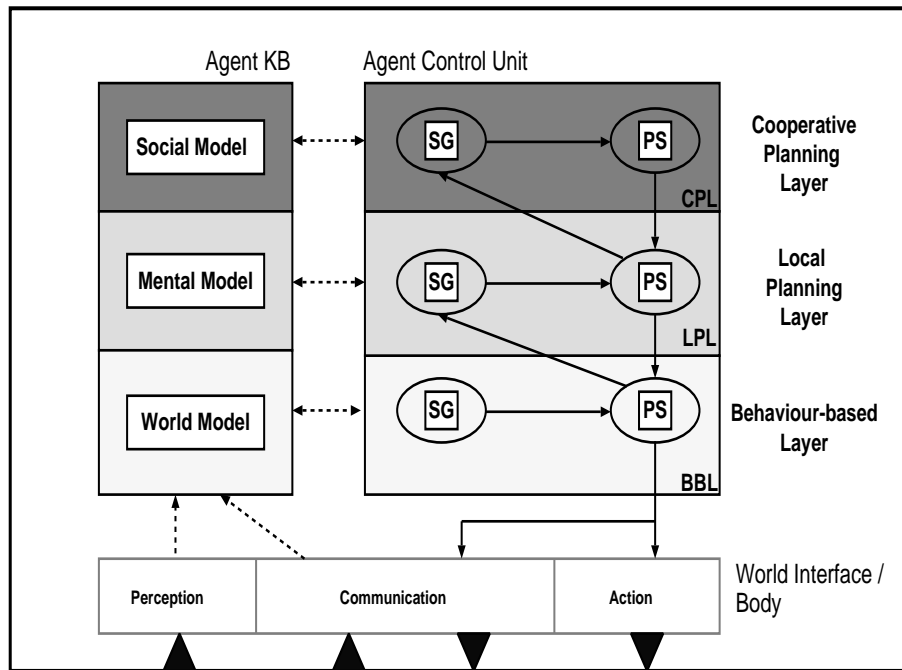 Agent KB
Agent Control Unit
Social Model
SG
PS
CPL
Cooperative
Planning
Layer
Mental Model
SG
PS
LPL
Local
Planning
Layer
World Model
SG
PS
BBL
Behaviour-based
Layer
Perception
Communication
Action
World Interface /
Body